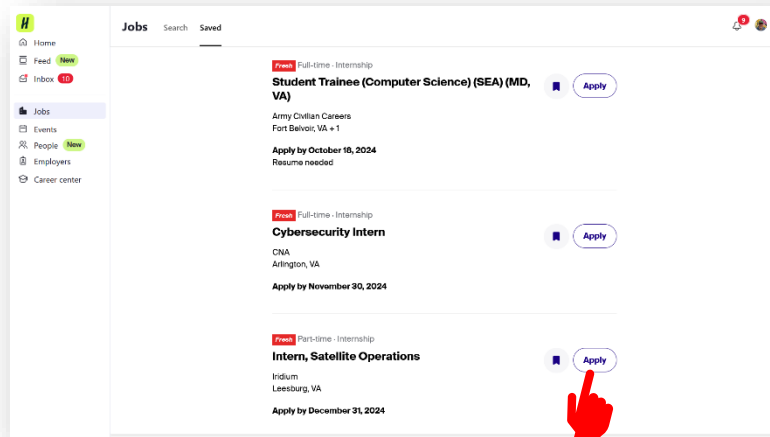 H
Home
Feed New
Inbox 10
Jobs
Events
People New
Employers
Career center
Jobs Search Saved
9
Fresh Full-time · Internship
Student Trainee (Computer Science) (SEA) (MD,
VA)
Apply
Army Civilian Careers
Fort Belvoir, VA + 1
Apply by October 18, 2024
Resume needed
Fresh Full-time · Internship
Cybersecurity Intern
Apply
CNA
Arlington, VA
Apply by November 30, 2024
Fresh Part-time · Internship
Intern, Satellite Operations
Apply
Iridium
Leesburg, VA
Apply by December 31, 2024